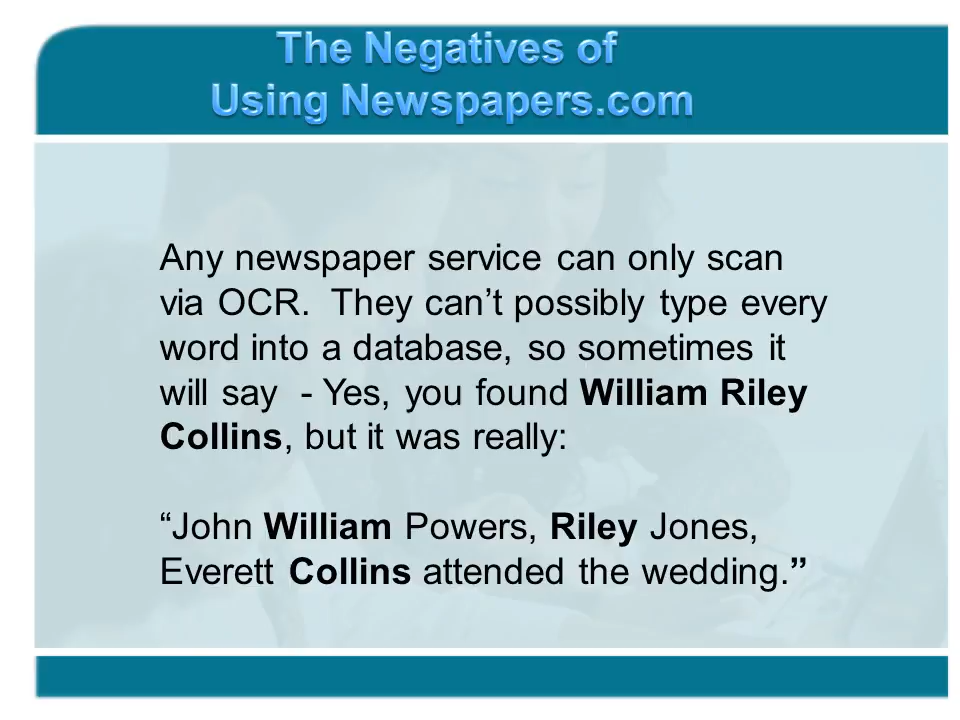 The Negatives of
Using Newspapers.com
Any newspaper service can only scan
via OCR.  They can’t possibly type every
word into a database, so sometimes it
will say  - Yes, you found William Riley
Collins, but it was really:
“John William Powers, Riley Jones,
Everett Collins attended the wedding.”